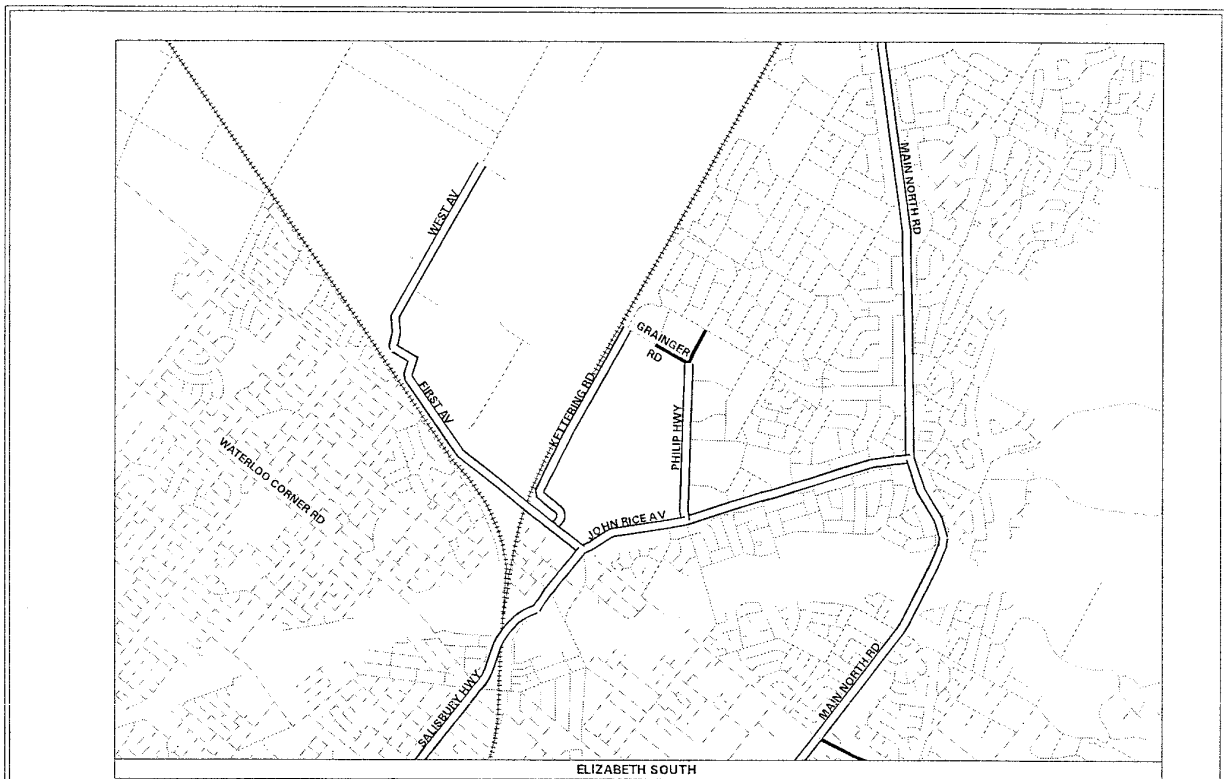 MAIN NORTH RD
WEST AV
GRAINGER
RD
FIRST AV
KETTERING RD
PHILIP HWY
WATERLOO CORNER RD
JOHN RICE AV
SALISBURY HWY
MAIN NORTH RD
ELIZABETH SOUTH